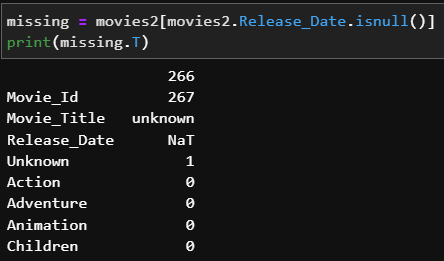 missing = movies2[movies2.Release_Date.isnull()]
print(missing.T)
266
Movie_Id 267
Movie_Title unknown
Release_Date NaT
Unknown 1
Action 0
Adventure 0
Animation 0
Children 0